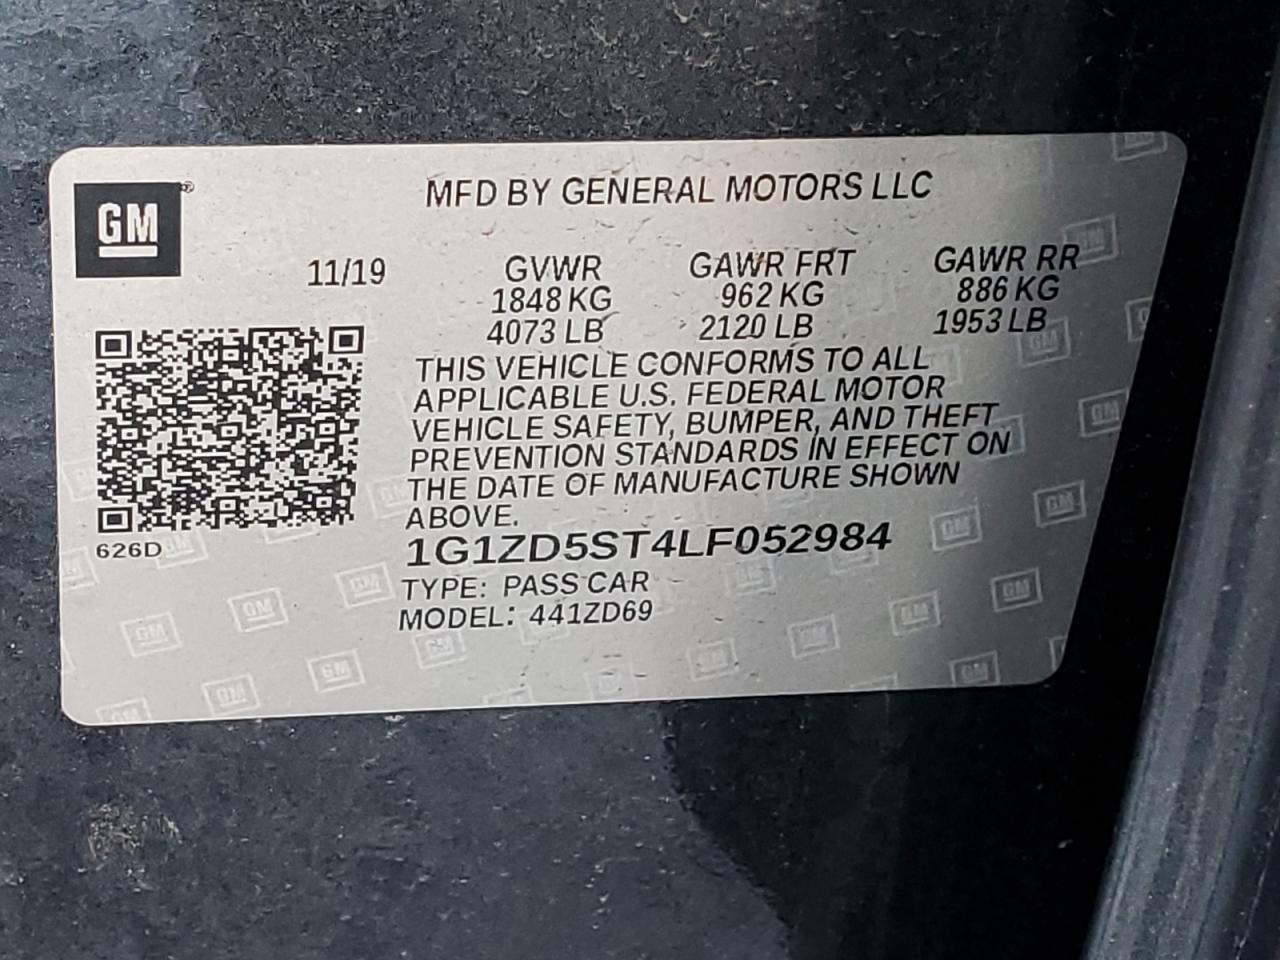 GM ®
MFD BY GENERAL MOTORS LLC
11/19 GVWR GAWR FRT GAWR RR
1848 KG 962 KG 886 KG
4073 LB 2120 LB 1953 LB
THIS VEHICLE CONFORMS TO ALL
APPLICABLE U.S. FEDERAL MOTOR
VEHICLE SAFETY, BUMPER, AND THEFT
PREVENTION STANDARDS IN EFFECT ON
THE DATE OF MANUFACTURE SHOWN
ABOVE.
626D
1G1ZD5ST4LF052984
TYPE: PASS CAR
MODEL: 441ZD69